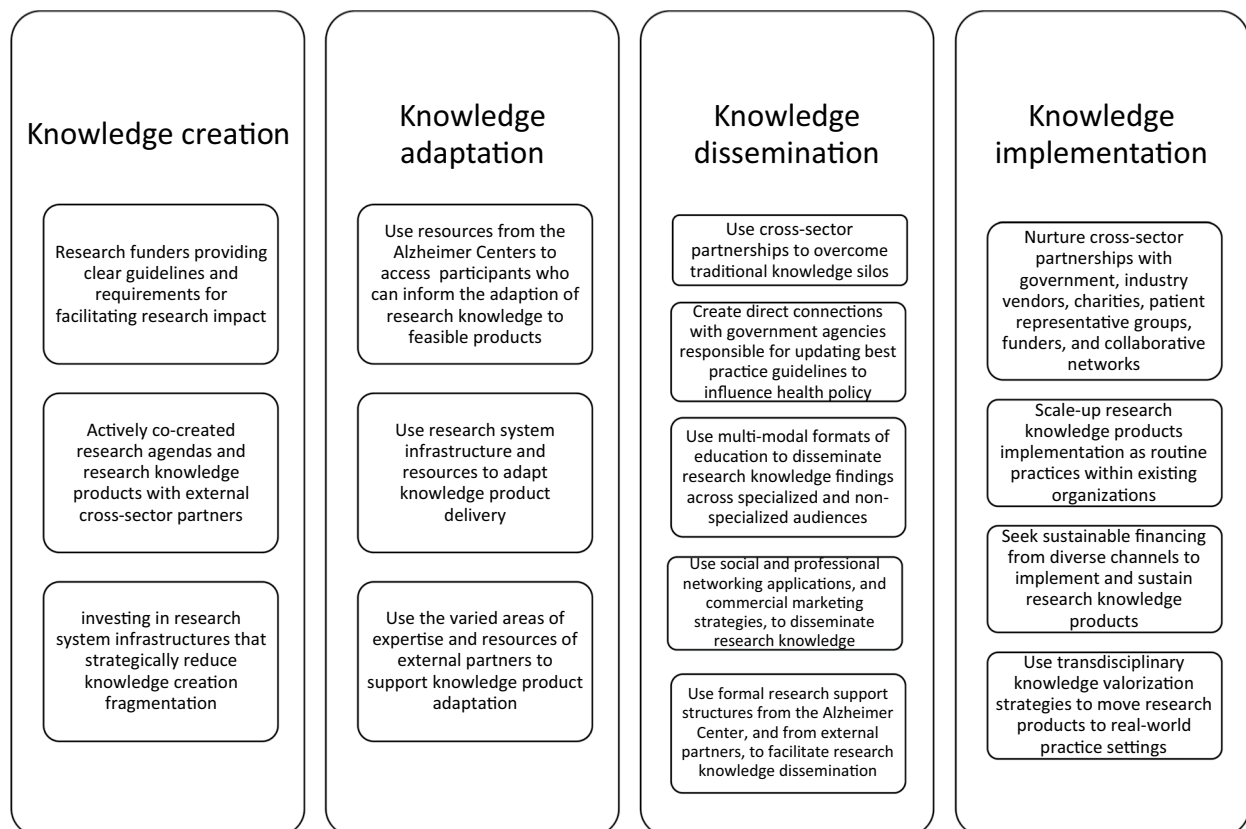 Knowledge creation
Research funders providing
clear guidelines and
requirements for
facilitating research impact
Actively co-created
research agendas and
research knowledge
products with external
cross-sector partners
investing in research
system infrastructures that
strategically reduce
knowledge creation
fragmentation
Knowledge
adaptation
Use resources from the
Alzheimer Centers to
access participants who
can inform the adaption of
research knowledge to
feasible products
Use research system
infrastructure and
resources to adapt
knowledge product
delivery
Use the varied areas of
expertise and resources of
external partners to
support knowledge product
adaptation
Knowledge
dissemination
Use cross-sector
partnerships to overcome
traditional knowledge silos
Create direct connections
with government agencies
responsible for updating best
practice guidelines to
influence health policy
Use multi-modal formats of
education to disseminate
research knowledge findings
across specialized and non-
specialized audiences
Use social and professional
networking applications, and
commercial marketing
strategies, to disseminate
research knowledge
Use formal research support
structures from the Alzheimer
Center, and from external
partners, to facilitate research
knowledge dissemination
Knowledge
implementation
Nurture cross-sector
partnerships with
government, industry
vendors, charities, patient
representative groups,
funders, and collaborative
networks
Scale-up research
knowledge products
implementation as routine
practices within existing
organizations
Seek sustainable financing
from diverse channels to
implement and sustain
research knowledge
products
Use transdisciplinary
knowledge valorization
strategies to move research
products to real-world
practice settings